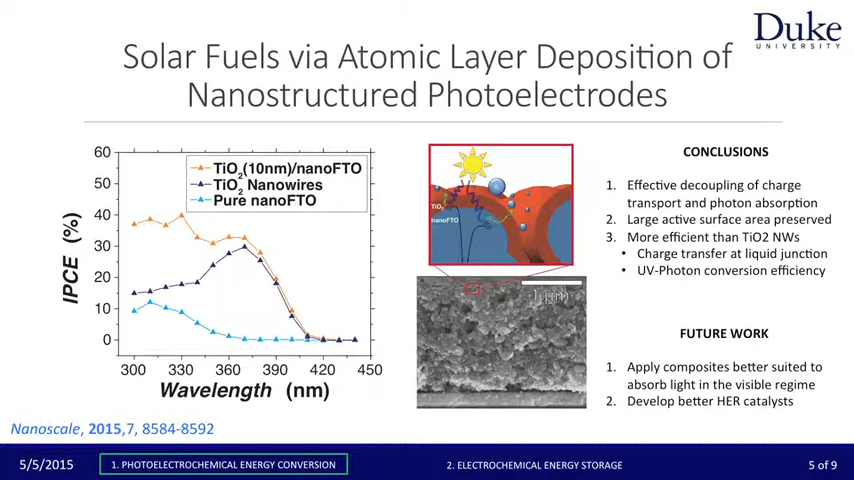 Duke
UNIVERSITY
Solar Fuels via Atomic Layer Deposition of
Nanostructured Photoelectrodes
60
50
40
30
20
10
0
IPCE (%)
TiO2(10nm)/nanoFTO
TiO2 Nanowires
Pure nanoFTO
300
330
360
390
420
450
Wavelength (nm)
TiO2
nanoFTO
1 μm
CONCLUSIONS
1. Effective decoupling of charge
transport and photon absorption
2. Large active surface area preserved
3. More efficient than TiO2 NWs
• Charge transfer at liquid junction
• UV-Photon conversion efficiency
FUTURE WORK
1. Apply composites better suited to
absorb light in the visible regime
2. Develop better HER catalysts
Nanoscale, 2015,7, 8584-8592
5/5/2015
1. PHOTOELECTROCHEMICAL ENERGY CONVERSION
2. ELECTROCHEMICAL ENERGY STORAGE
5 of 9